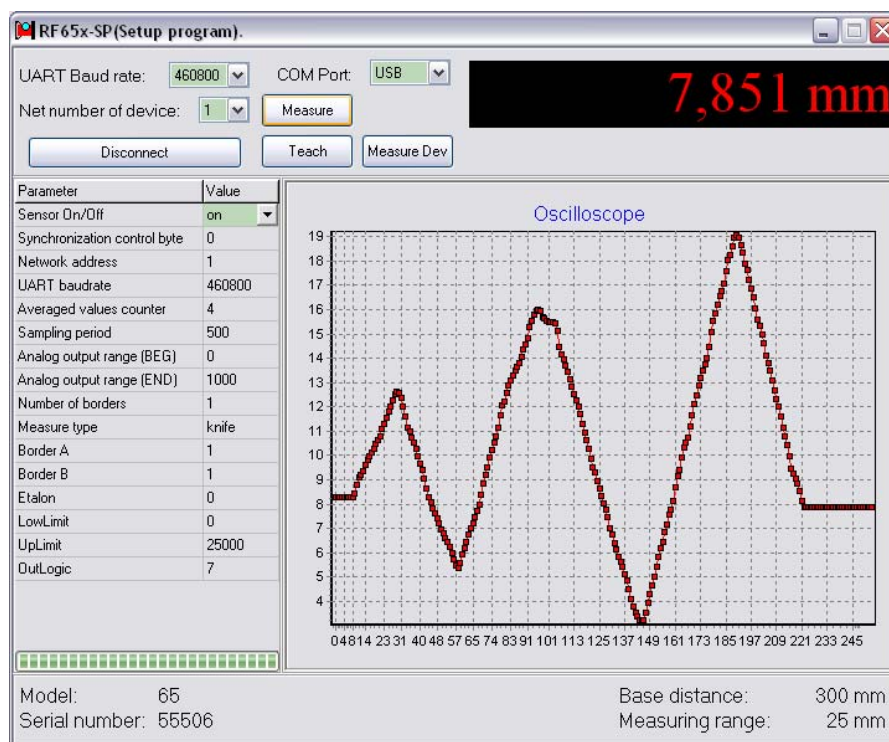 RF65x-SP(Setup program).
UART Baud rate: 460800 COM Port: USB
7,851 mm
Net number of device: 1 Measure
Disconnect Teach Measure Dev
Parameter Value
Sensor On/Off on
Synchronization control byte 0
Network address 1
UART baudrate 460800
Averaged values counter 4
Sampling period 500
Analog output range (BEG) 0
Analog output range (END) 1000
Number of borders 1
Measure type knife
Border A 1
Border B 1
Etalon 0
LowLimit 0
UpLimit 25000
OutLogic 7
Oscilloscope
19
18
17
16
15
14
13
12
11
10
9
8
7
6
5
4
0 4 8 14 23 31 40 48 57 65 74 83 91 101 113 125 137 149 161 173 185 197 209 221 233 245
Model: 65
Serial number: 55506
Base distance: 300 mm
Measuring range: 25 mm